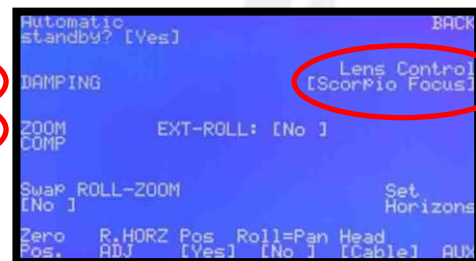 Automatic BACK
standby? [Yes]
Lens Control
DAMPING [Scorpio Focus]
ZOOM EXT-ROLL: [No ]
COMP
Swap ROLL-ZOOM Set
[No ] Horizons
Zero R.HORZ Pos Roll=Pan Head
Pos. ADJ [Yes] [No ] [Cable] AUX